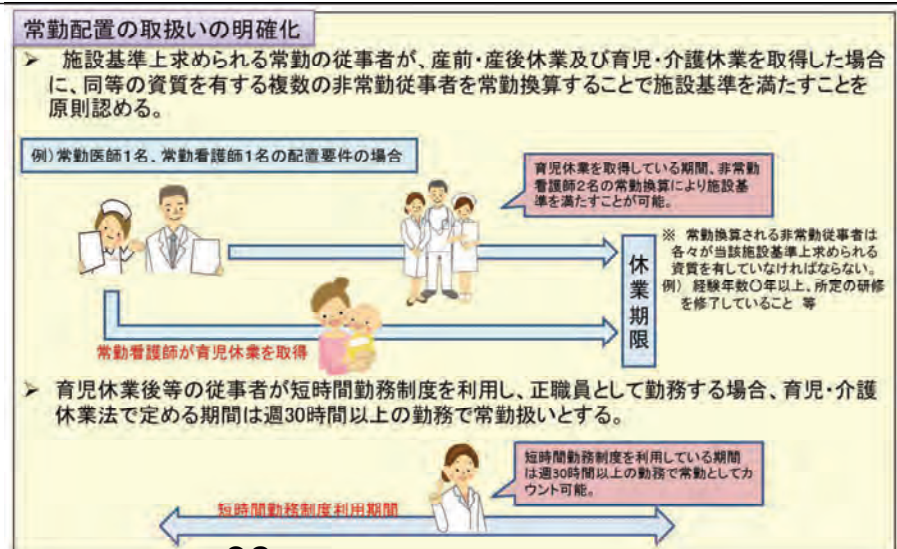 常勤配置の取扱いの明確化
➢ 施設基準上求められる常勤の従事者が、産前・産後休業及び育児・介護休業を取得した場合
に、同等の資質を有する複数の非常勤従事者を常勤換算することで施設基準を満たすことを
原則認める。
例)常勤医師1名、常勤看護師1名の配置要件の場合
育児休業を取得している期間、非常勤
看護師2名の常勤換算により施設基
準を満たすことが可能。
休業期限
※ 常勤換算される非常勤従事者は
各々が当該施設基準上求められる
資質を有していなければならない。
例) 経験年数〇年以上、所定の研修
を修了していること 等
常勤看護師が育児休業を取得
➢ 育児休業後等の従事者が短時間勤務制度を利用し、正職員として勤務する場合、育児・介護
休業法で定める期間は週30時間以上の勤務で常勤扱いとする。
短時間勤務制度を利用している期間
は週30時間以上の勤務で常勤としてカ
ウント可能。
短時間勤務制度利用期間